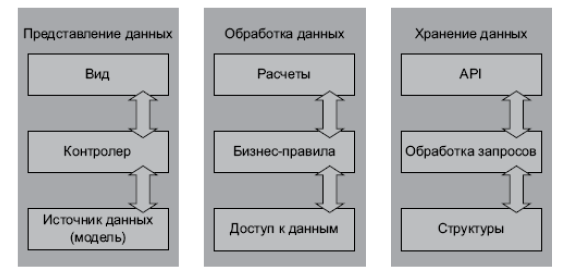 Представление данных
Вид
Контролер
Источник данных
(модель)
Обработка данных
Расчеты
Бизнес-правила
Доступ к данным
Хранение данных
API
Обработка запросов
Структуры